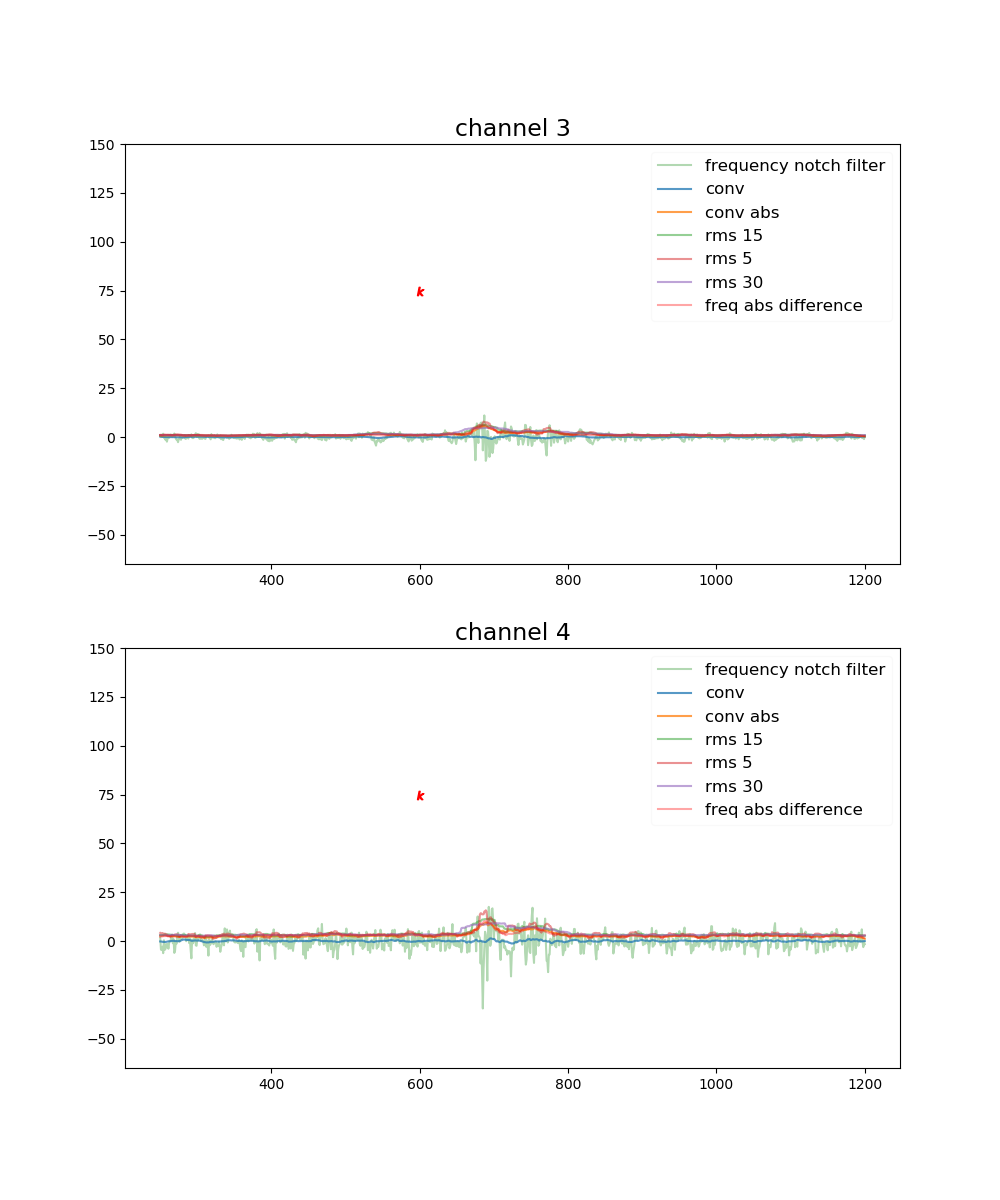 channel 3
150
125
100
75
50
25
0
−25
−50
400 600 800 1000 1200
frequency notch filter
conv
conv abs
rms 15
rms 5
rms 30
freq abs difference
k
channel 4
150
125
100
75
50
25
0
−25
−50
400 600 800 1000 1200
frequency notch filter
conv
conv abs
rms 15
rms 5
rms 30
freq abs difference
k